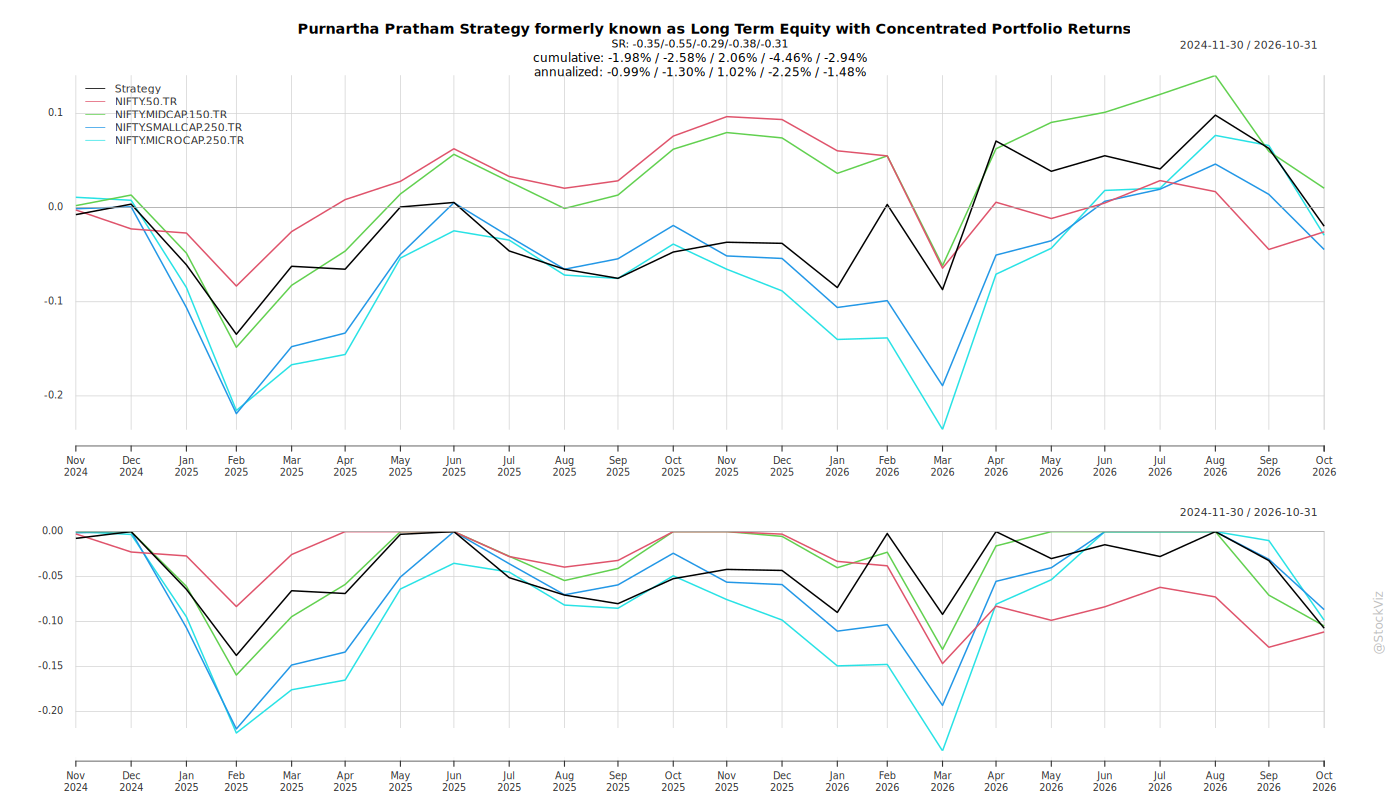 Purnartha Pratham Strategy formerly known as Long Term Equity with Concentrated Portfolio Returns
SR: -0.35/-0.55/-0.29/-0.38/-0.31
cumulative: -1.98% / -2.58% / 2.06% / -4.46% / -2.94%
annualized: -0.99% / -1.30% / 1.02% / -2.25% / -1.48%
2024-11-30 / 2026-10-31
Strategy
NIFTY.50.TR
NIFTY.MIDCAP.150.TR
NIFTY.SMALLCAP.250.TR
NIFTY.MICROCAP.250.TR
0.1
0.0
-0.1
-0.2
Nov Dec Jan Feb Mar Apr May Jun Jul Aug Sep Oct Nov Dec Jan Feb Mar Apr May Jun Jul Aug Sep Oct
2024 2024 2025 2025 2025 2025 2025 2025 2025 2025 2025 2025 2025 2025 2026 2026 2026 2026 2026 2026 2026 2026 2026 2026
2024-11-30 / 2026-10-31
0.00
-0.05
-0.10
-0.15
-0.20
Nov Dec Jan Feb Mar Apr May Jun Jul Aug Sep Oct Nov Dec Jan Feb Mar Apr May Jun Jul Aug Sep Oct
2024 2024 2025 2025 2025 2025 2025 2025 2025 2025 2025 2025 2025 2025 2026 2026 2026 2026 2026 2026 2026 2026 2026 2026
@StockViz